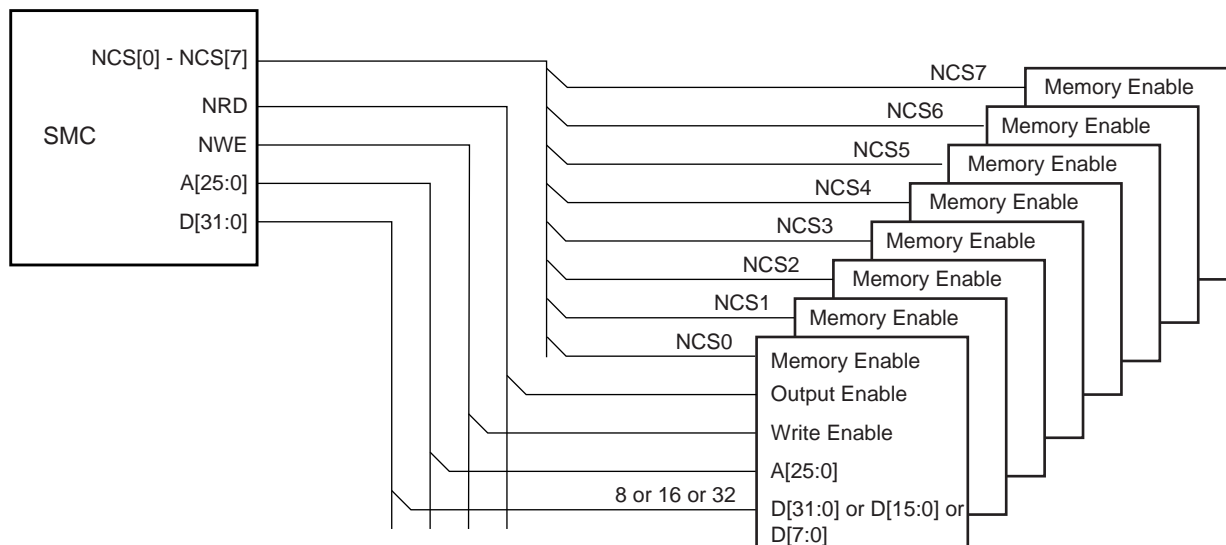 NCS[0] - NCS[7]
NRD
SMC
NWE
A[25:0]
D[31:0]
NCS7
Memory Enable
NCS6
Memory Enable
NCS5
Memory Enable
NCS4
Memory Enable
NCS3
Memory Enable
NCS2
Memory Enable
NCS1
Memory Enable
NCS0
Memory Enable
Output Enable
Write Enable
A[25:0]
8 or 16 or 32
D[31:0] or D[15:0] or
D[7:0]